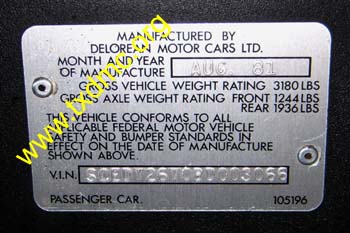 MANUFACTURED BY
DELOREAN MOTOR CARS LTD.
MONTH AND YEAR
OF MANUFACTURE AUG. 81
GROSS VEHICLE WEIGHT RATING 3180 LBS
GROSS AXLE WEIGHT RATING FRONT 1244 LBS
REAR 1936 LBS
THIS VEHICLE CONFORMS TO ALL
APPLICABLE FEDERAL MOTOR VEHICLE
SAFETY AND BUMPER STANDARDS IN
EFFECT ON THE DATE OF MANUFACTURE
SHOWN ABOVE.
V.I.N.
PASSENGER CAR. 105196